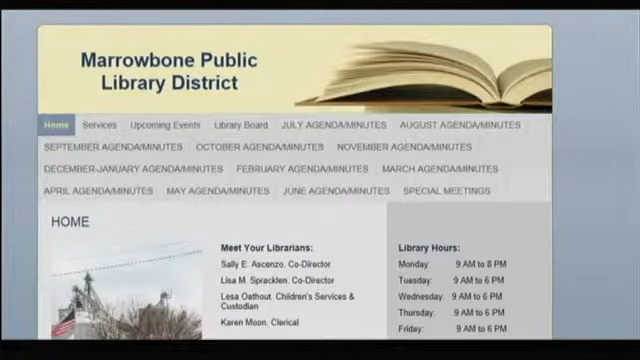 Marrowbone Public
Library District
Home Services Upcoming Events Library Board JULY AGENDA/MINUTES AUGUST AGENDA/MINUTES
SEPTEMBER AGENDA/MINUTES OCTOBER AGENDA/MINUTES NOVEMBER AGENDA/MINUTES
DECEMBER-JANUARY AGENDA/MINUTES FEBRUARY AGENDA/MINUTES MARCH AGENDA/MINUTES
APRIL AGENDA/MINUTES MAY AGENDA/MINUTES JUNE AGENDA/MINUTES SPECIAL MEETINGS
HOME
Meet Your Librarians:
Sally E. Ascenzo, Co-Director
Lisa M. Spracklen, Co-Director
Lesa Oathout, Children's Services &
Custodian
Karen Moon, Clerical
Library Hours:
Monday 9 AM to 8 PM
Tuesday: 9 AM to 6 PM
Wednesday: 9 AM to 6 PM
Thursday: 9 AM to 6 PM
Friday: 9 AM to 6 PM